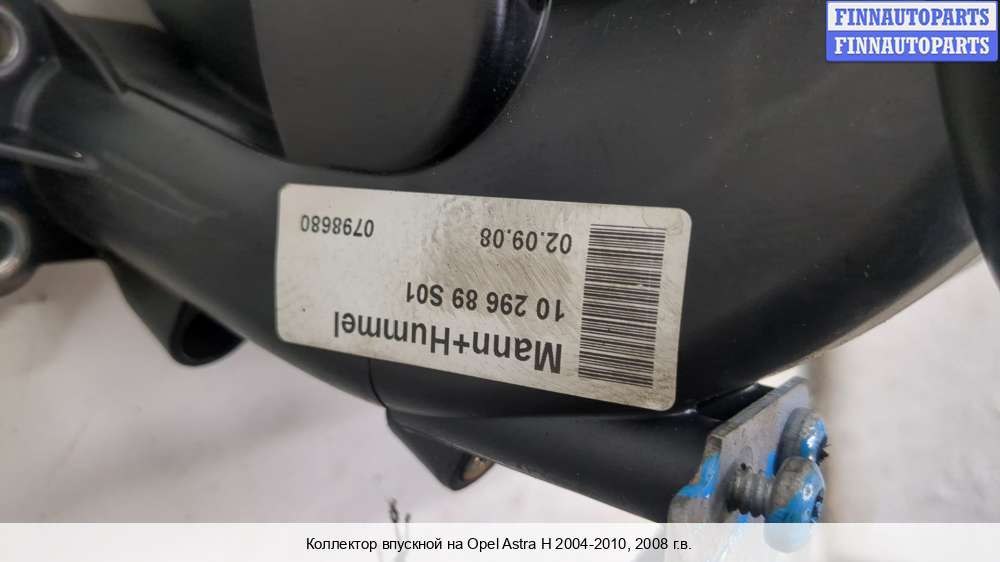 FINNAUTOPARTS
FINNAUTOPARTS
Mann+Hummel
10 296 89 S01
02.09.08 0798680
Коллектор впускной на Opel Astra H 2004-2010, 2008 г.в.